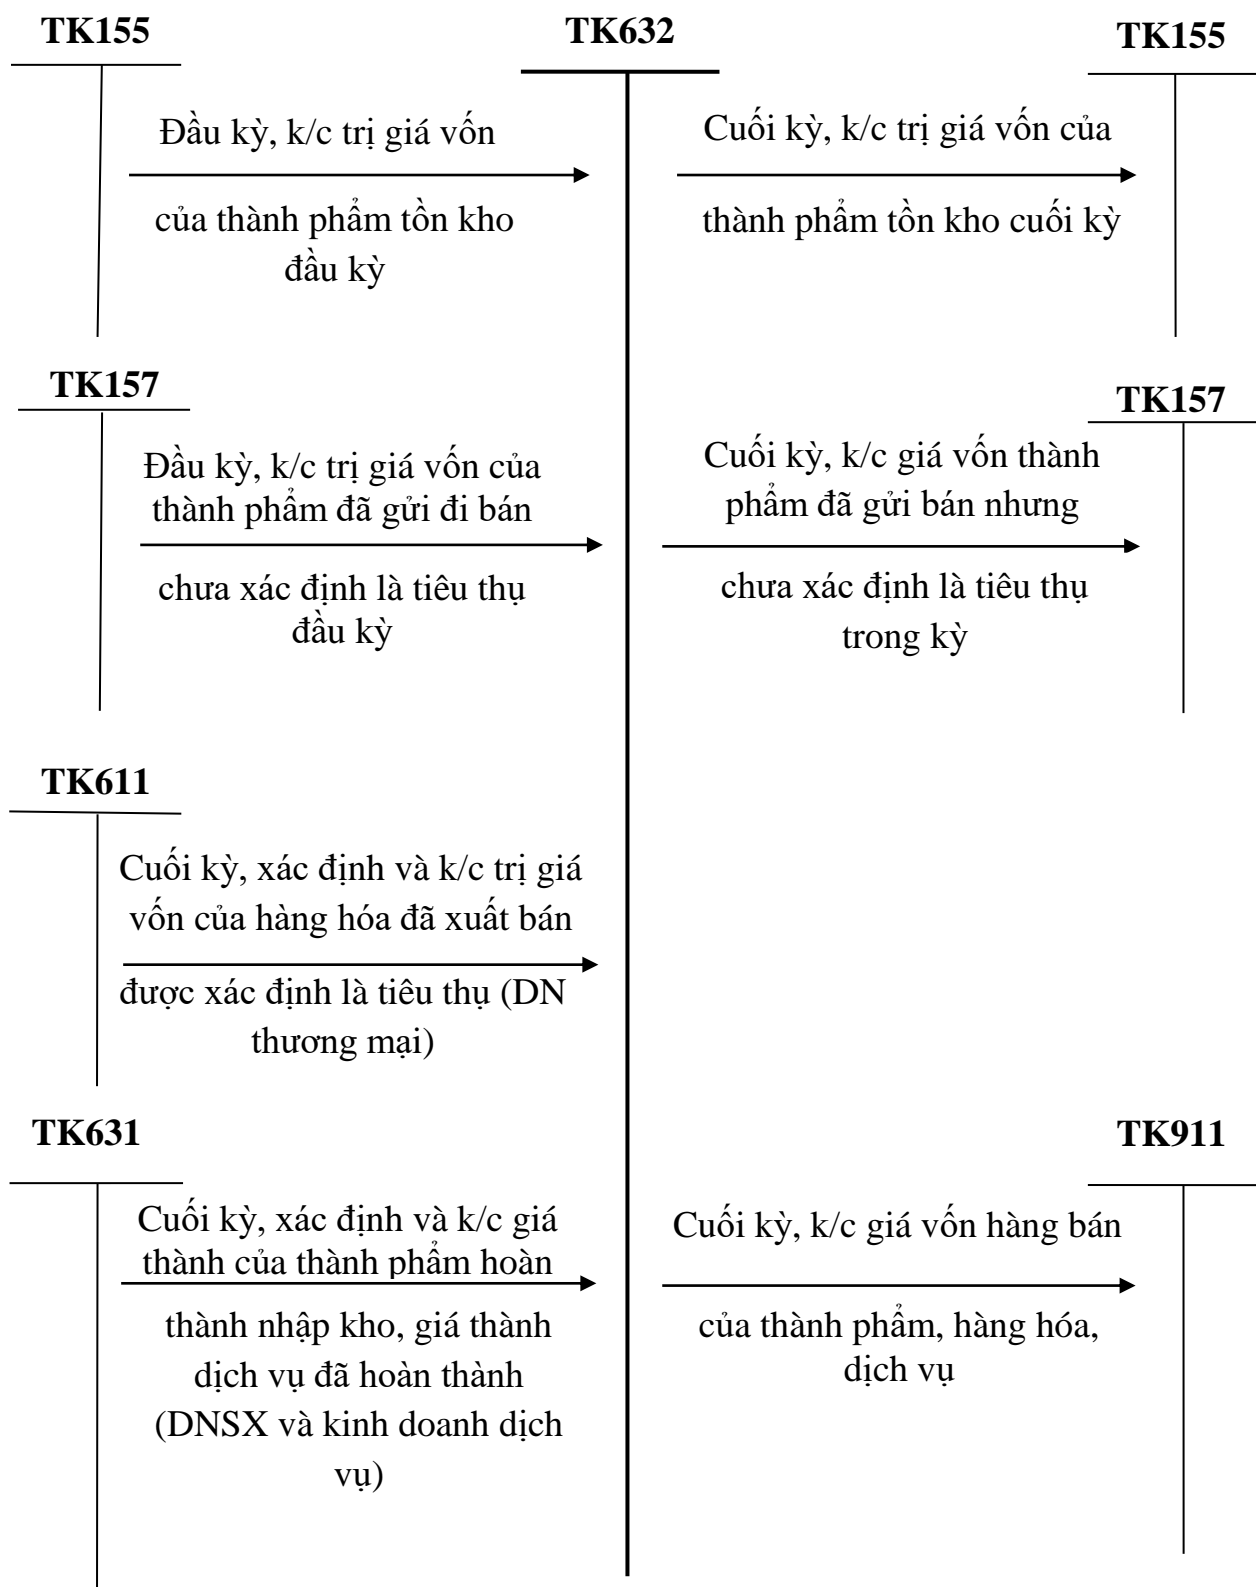 TK155
TK632
TK155
Đầu kỳ, k/c trị giá vốn
của thành phẩm tồn kho
đầu kỳ
Cuối kỳ, k/c trị giá vốn của
thành phẩm tồn kho cuối kỳ
TK157
TK157
Đầu kỳ, k/c trị giá vốn của
thành phẩm đã gửi đi bán
chưa xác định là tiêu thụ
đầu kỳ
Cuối kỳ, k/c giá vốn thành
phẩm đã gửi bán nhưng
chưa xác định là tiêu thụ
trong kỳ
TK611
Cuối kỳ, xác định và k/c trị giá
vốn của hàng hóa đã xuất bán
được xác định là tiêu thụ (DN
thương mại)
TK631
TK911
Cuối kỳ, xác định và k/c giá
thành của thành phẩm hoàn
thành nhập kho, giá thành
dịch vụ đã hoàn thành
(DNSX và kinh doanh dịch
vụ)
Cuối kỳ, k/c giá vốn hàng bán
của thành phẩm, hàng hóa,
dịch vụ